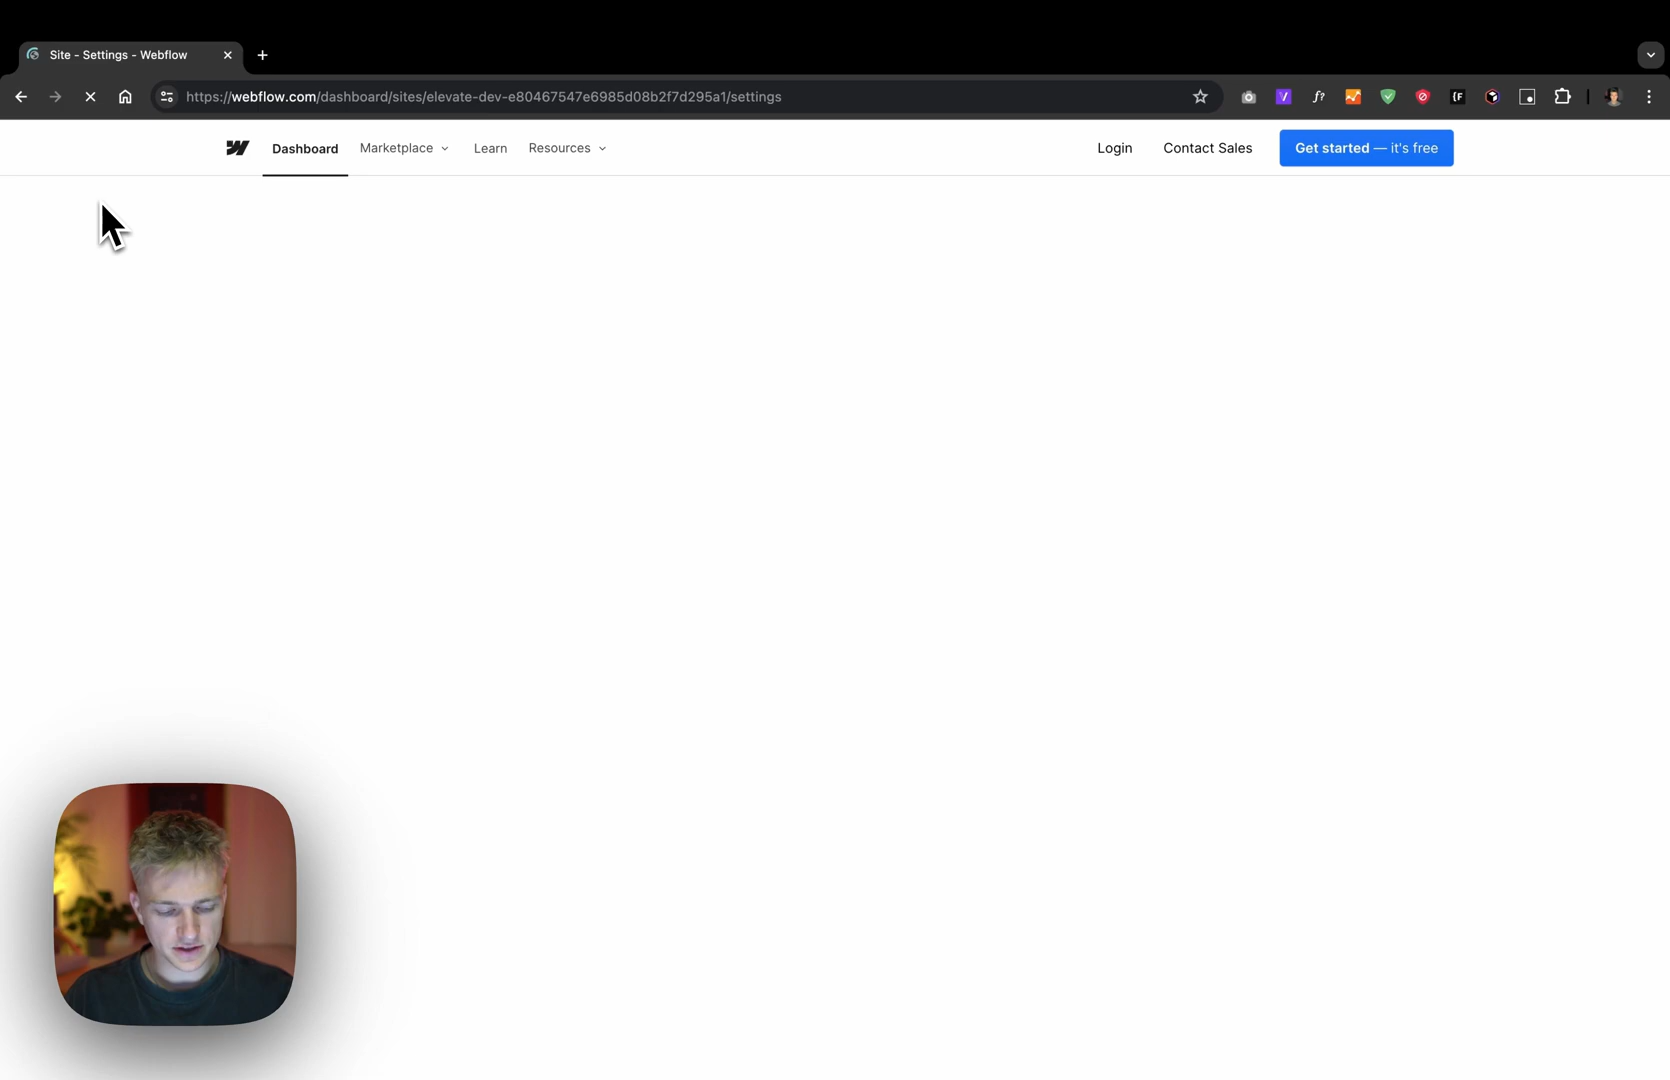 Site - Settings - Webflow
https://webflow.com/dashboard/sites/elevate-dev-e80467547e6985d08b2f7d295a1/settings
Dashboard
Marketplace
Learn
Resources
Login
Contact Sales
Get started — it's free